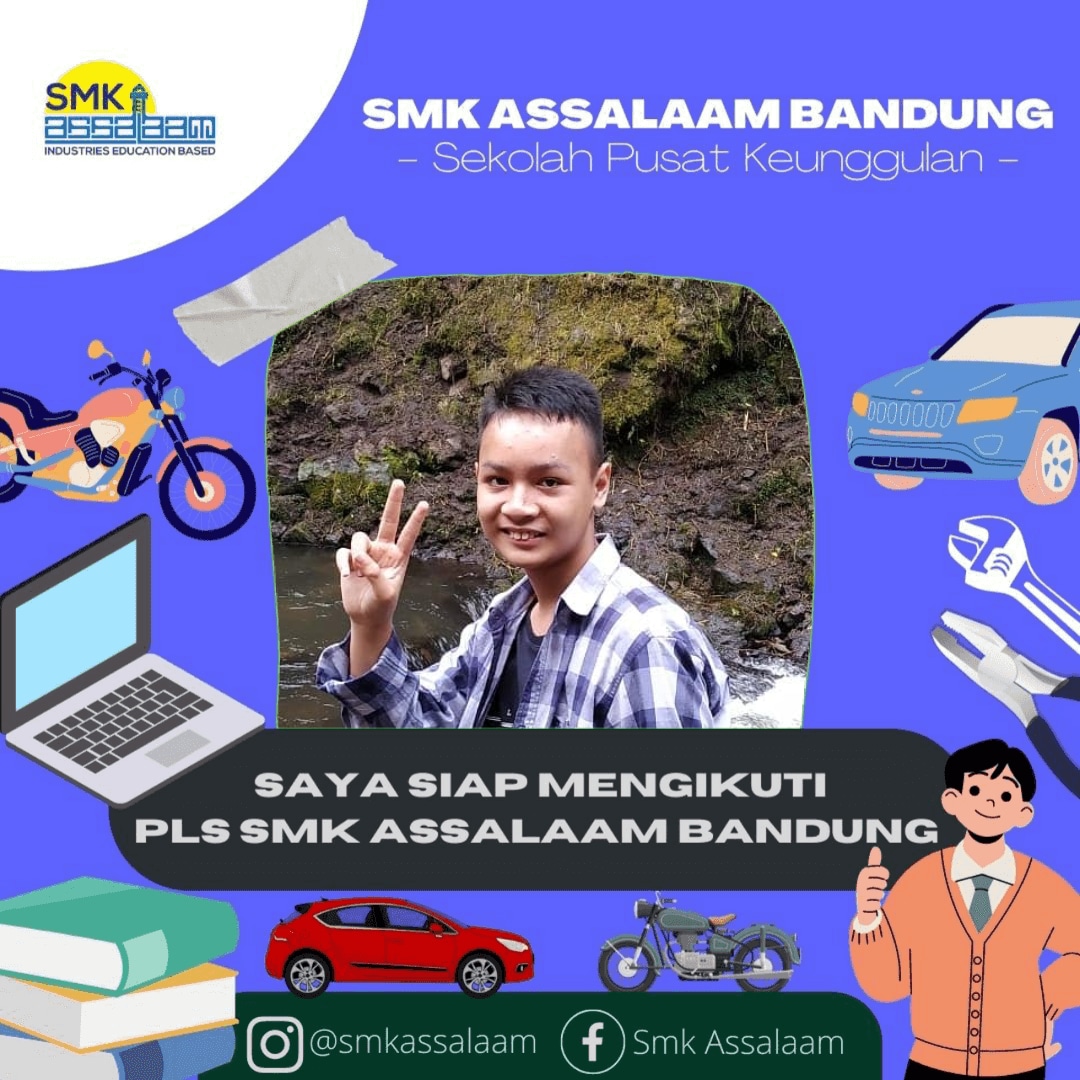 SMK
assalaam
INDUSTRIES EDUCATION BASED
SMK ASSALAAM BANDUNG
- Sekolah Pusat Keunggulan -
SAYA SIAP MENGIKUTI
PLS SMK ASSALAAM BANDUNG
@smkassalaam
Smk Assalaam